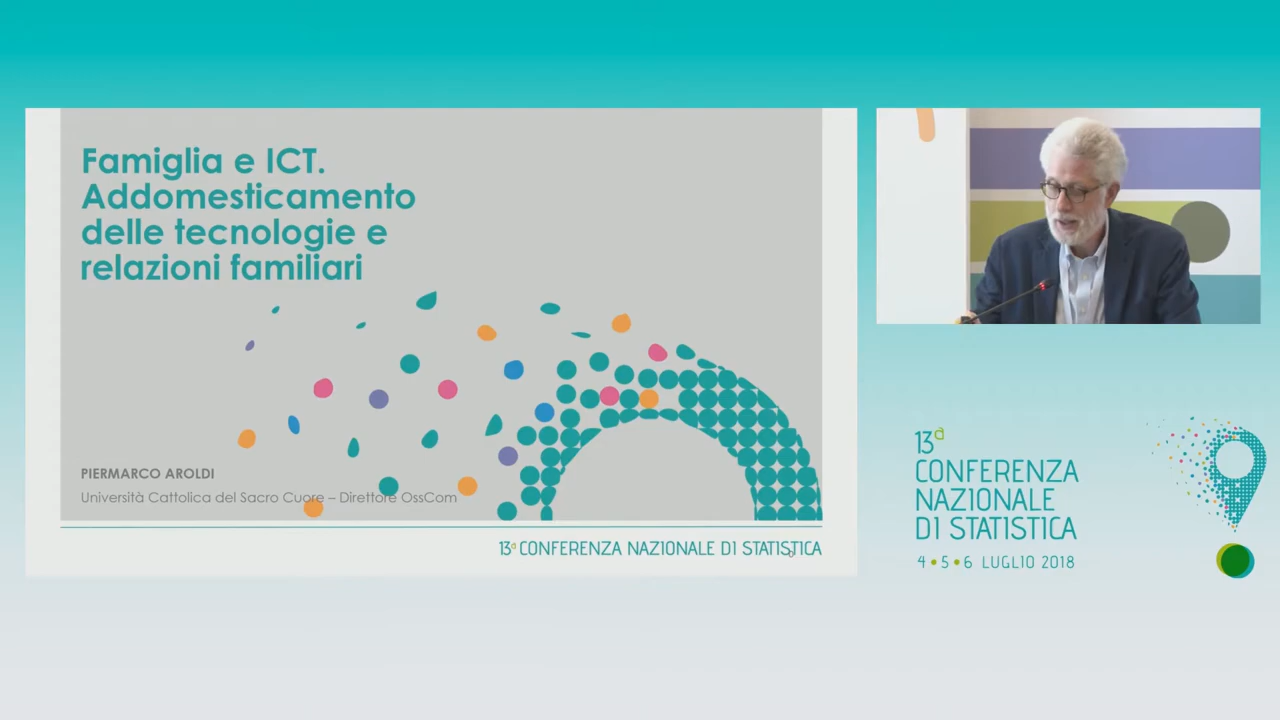 Famiglia e ICT.
Addomesticamento
delle tecnologie e
relazioni familiari
PIERMARCO AROLDI
Università Cattolica del Sacro Cuore – Direttore OssCom
13a CONFERENZA NAZIONALE DI STATISTICA
13a
CONFERENZA
NAZIONALE
DI STATISTICA
4 • 5 • 6 LUGLIO 2018